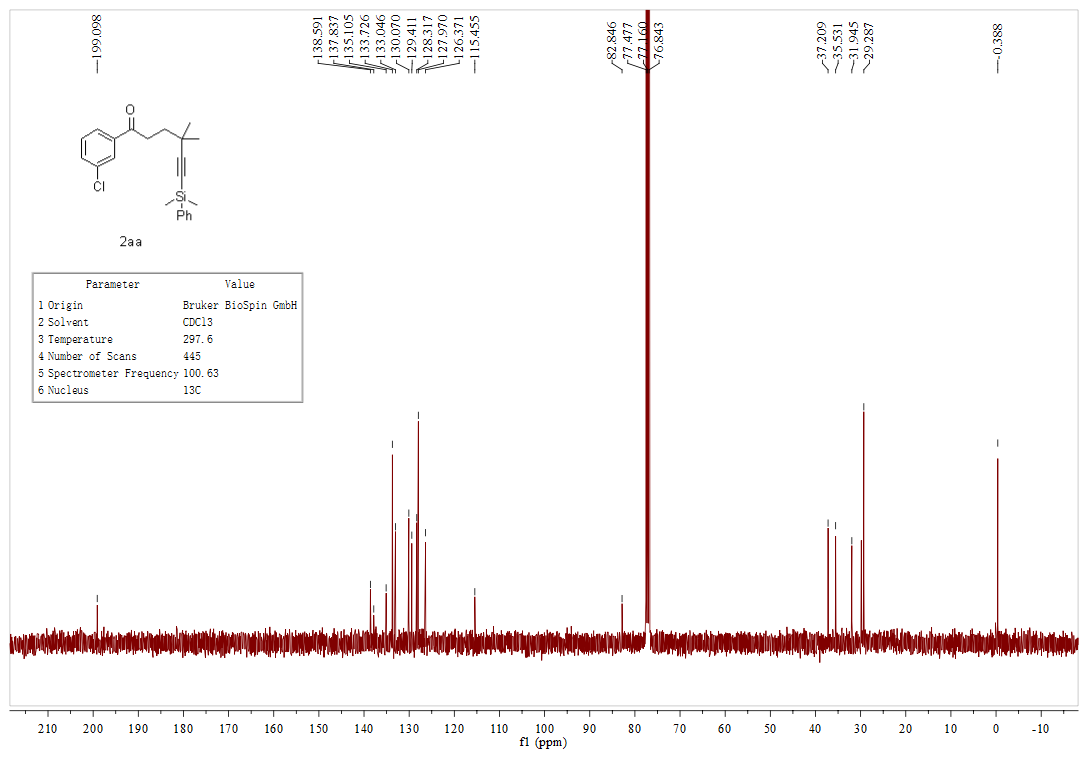 199.098
138.591
137.837
135.105
133.726
133.046
130.070
129.411
128.317
127.970
126.371
115.455
82.846
77.477
77.160
76.843
37.209
35.531
31.945
29.287
-0.388
O
Cl
Si
Ph
2aa
Parameter Value
1 Origin Bruker BioSpin GmbH
2 Solvent CDCl3
3 Temperature 297.6
4 Number of Scans 445
5 Spectrometer Frequency 100.63
6 Nucleus 13C
210 200 190 180 170 160 150 140 130 120 110 100 90 80 70 60 50 40 30 20 10 0 -10
f1 (ppm)